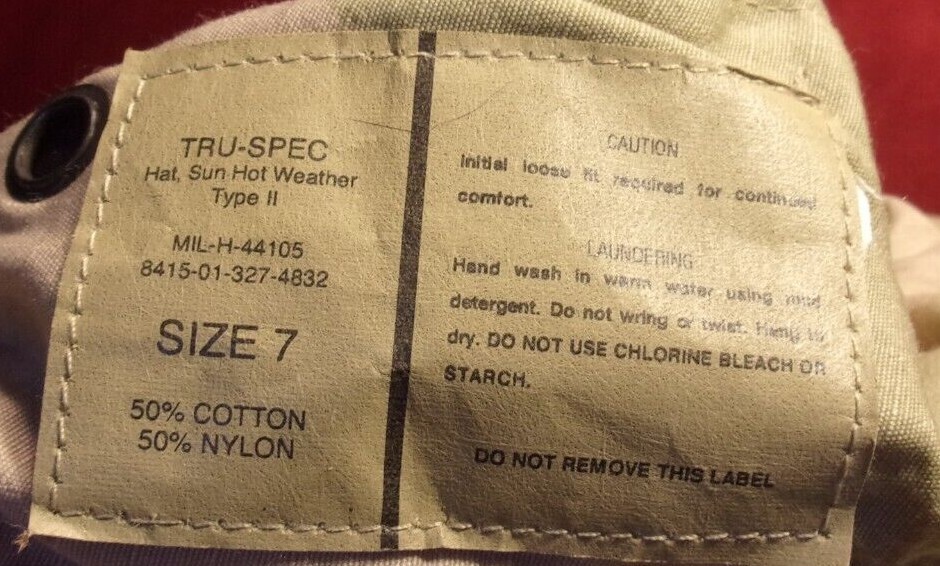 TRU-SPEC
Hat, Sun Hot Weather
Type II
MIL-H-44105
8415-01-327-4832
SIZE 7
50% COTTON
50% NYLON
CAUTION
Initial loose fit required for continued
comfort.
LAUNDERING
Hand wash in warm water using mild
detergent. Do not wring or twist. Hang to
dry. DO NOT USE CHLORINE BLEACH OR
STARCH.
DO NOT REMOVE THIS LABEL